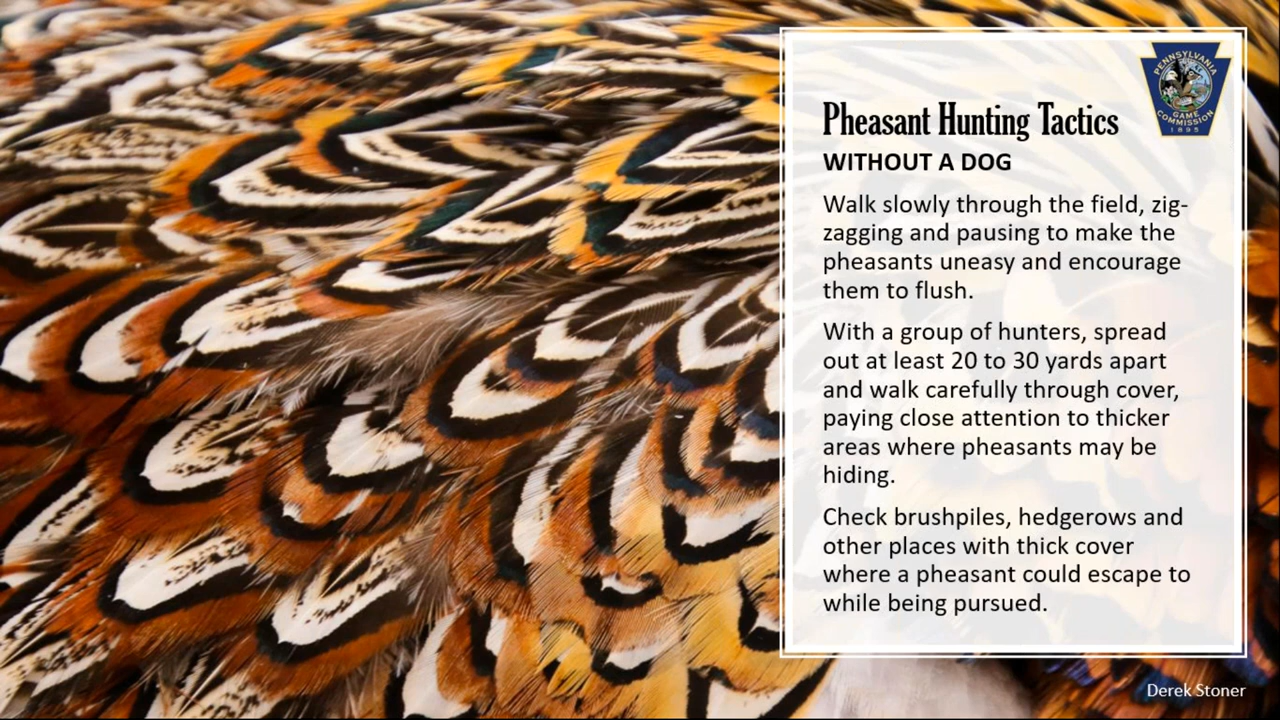 PENNSYLVANIA
GAME
COMMISSION
1895
Pheasant Hunting Tactics
WITHOUT A DOG
Walk slowly through the field, zig-
zagging and pausing to make the
pheasants uneasy and encourage
them to flush.
With a group of hunters, spread
out at least 20 to 30 yards apart
and walk carefully through cover,
paying close attention to thicker
areas where pheasants may be
hiding.
Check brushpiles, hedgerows and
other places with thick cover
where a pheasant could escape to
while being pursued.
Derek Stoner